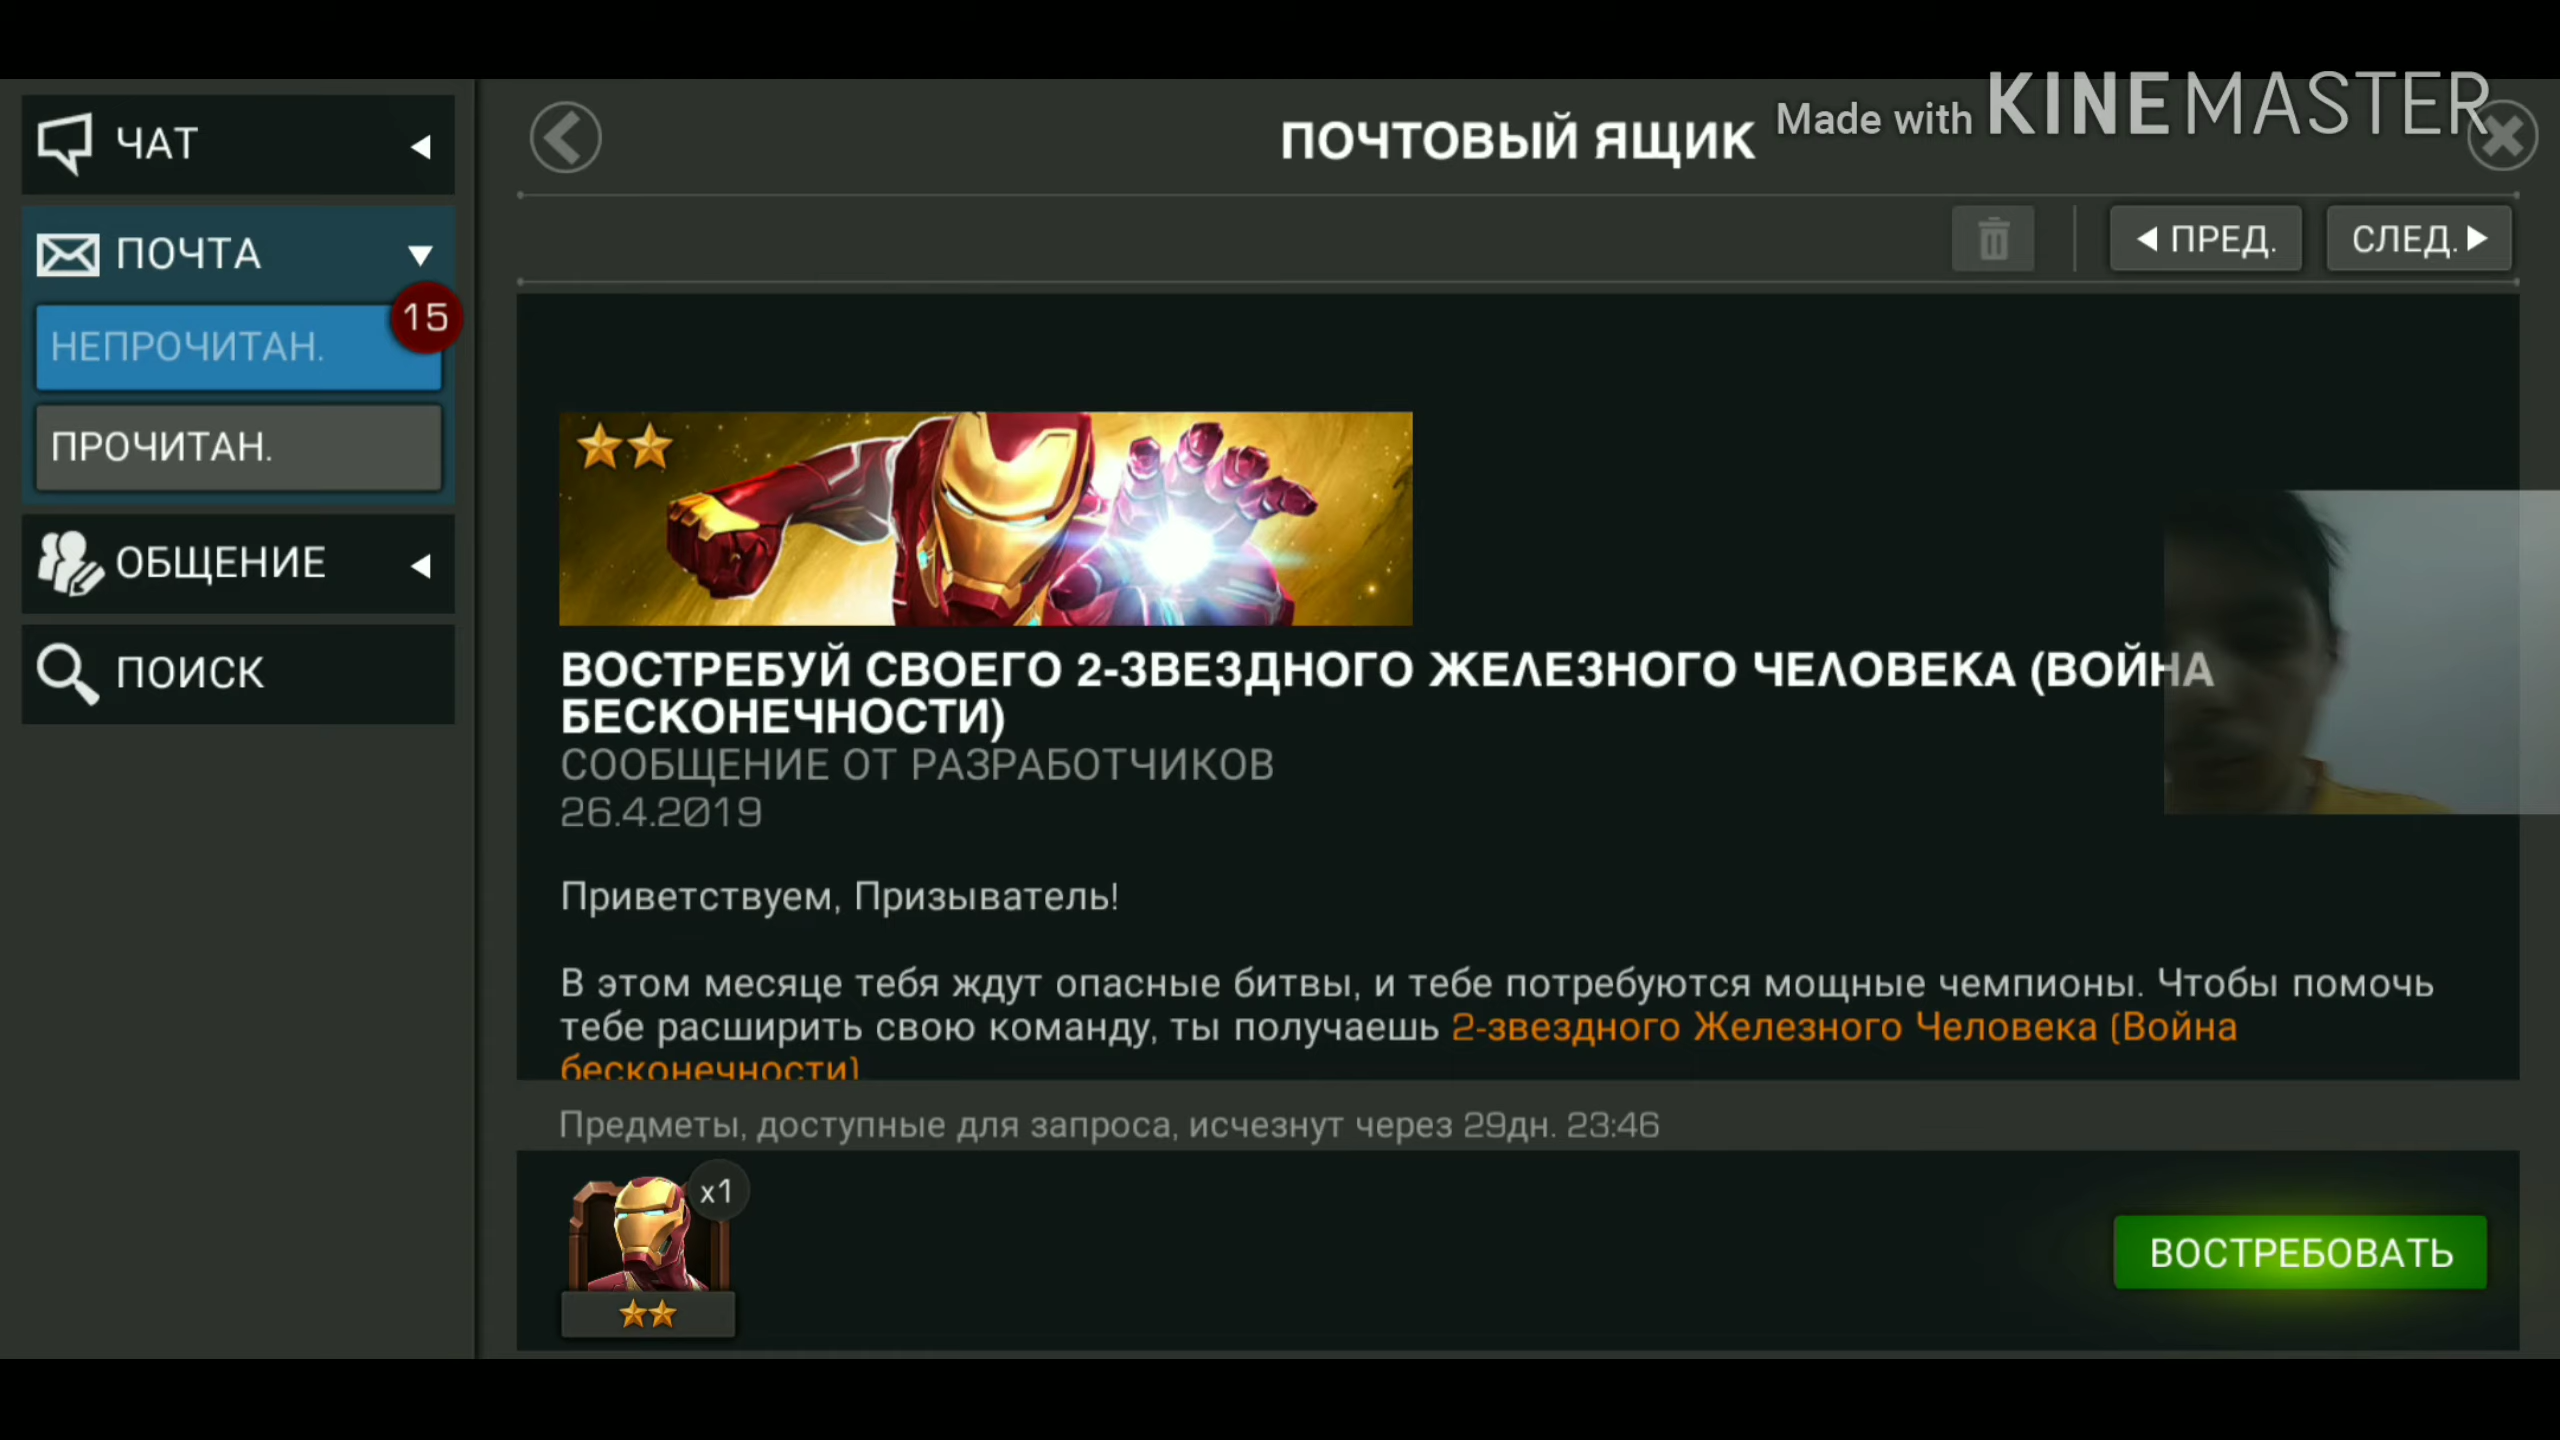 Made with KINEMASTER
ЧАТ
ПОЧТОВЫЙ ЯЩИК
ПОЧТА
ПРЕД.
СЛЕД.
15
НЕПРОЧИТАН.
ПРОЧИТАН.
ОБЩЕНИЕ
ПОИСК
ВОСТРЕБУЙ СВОЕГО 2-ЗВЕЗДНОГО ЖЕЛЕЗНОГО ЧЕЛОВЕКА (ВОЙНА
БЕСКОНЕЧНОСТИ)
СООБЩЕНИЕ ОТ РАЗРАБОТЧИКОВ
26.4.2019
Приветствуем, Призыватель!
В этом месяце тебя ждут опасные битвы, и тебе потребуются мощные чемпионы. Чтобы помочь
тебе расширить свою команду, ты получаешь 2-звездного Железного Человека (Война
бесконечности)
Предметы, доступные для запроса, исчезнут через 29дн. 23:46
x1
ВОСТРЕБОВАТЬ